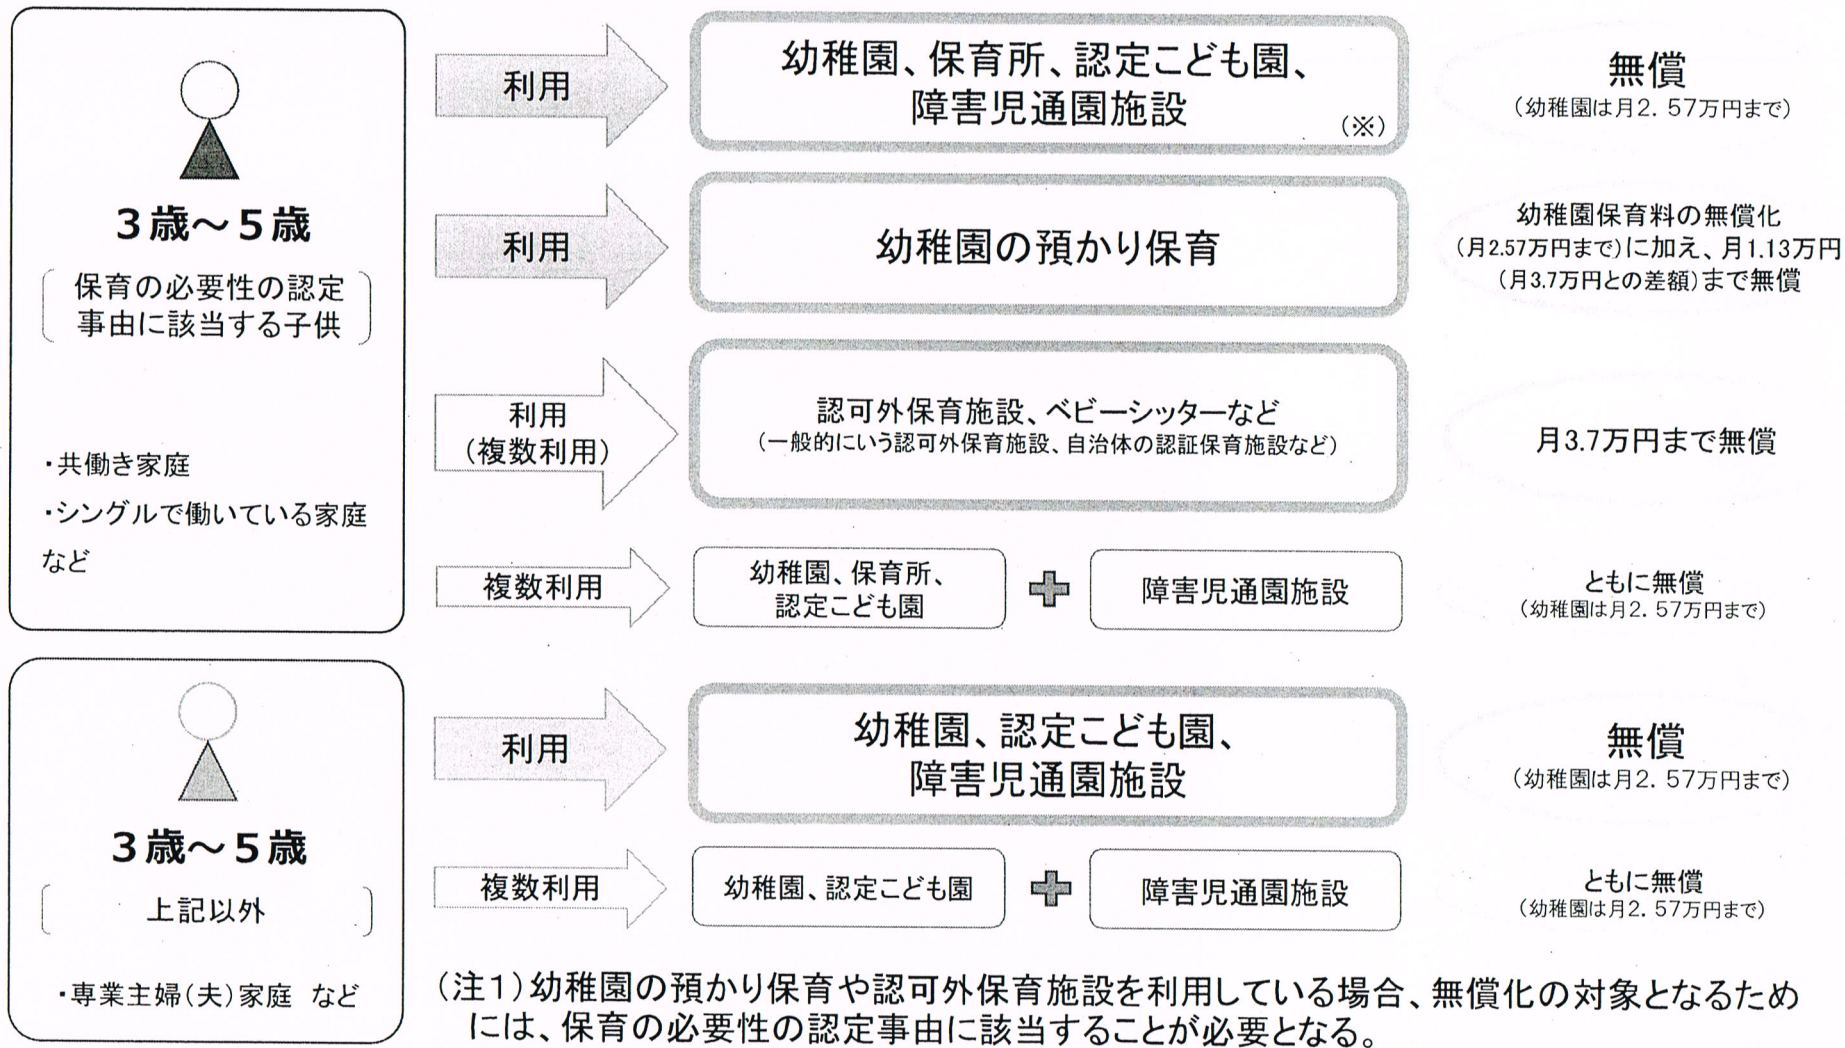 3歳～5歳
保育の必要性の認定
事由に該当する子供
・共働き家庭
・シングルで働いている家庭
など
利用
幼稚園、保育所、認定こども園、
障害児通園施設
(※)
無償
(幼稚園は月2．57万円まで)
利用
幼稚園の預かり保育
幼稚園保育料の無償化
(月2.57万円まで)に加え、月1.13万円
(月3.7万円との差額)まで無償
利用
(複数利用)
認可外保育施設、ベビーシッターなど
(一般的にいう認可外保育施設、自治体の認証保育施設など)
月3.7万円まで無償
複数利用
幼稚園、保育所、
認定こども園
障害児通園施設
ともに無償
(幼稚園は月2．57万円まで)
3歳～5歳
上記以外
・専業主婦(夫)家庭 など
利用
幼稚園、認定こども園、
障害児通園施設
無償
(幼稚園は月2．57万円まで)
複数利用
幼稚園、認定こども園
障害児通園施設
ともに無償
(幼稚園は月2．57万円まで)
(注1)幼稚園の預かり保育や認可外保育施設を利用している場合、無償化の対象となるため
には、保育の必要性の認定事由に該当することが必要となる。